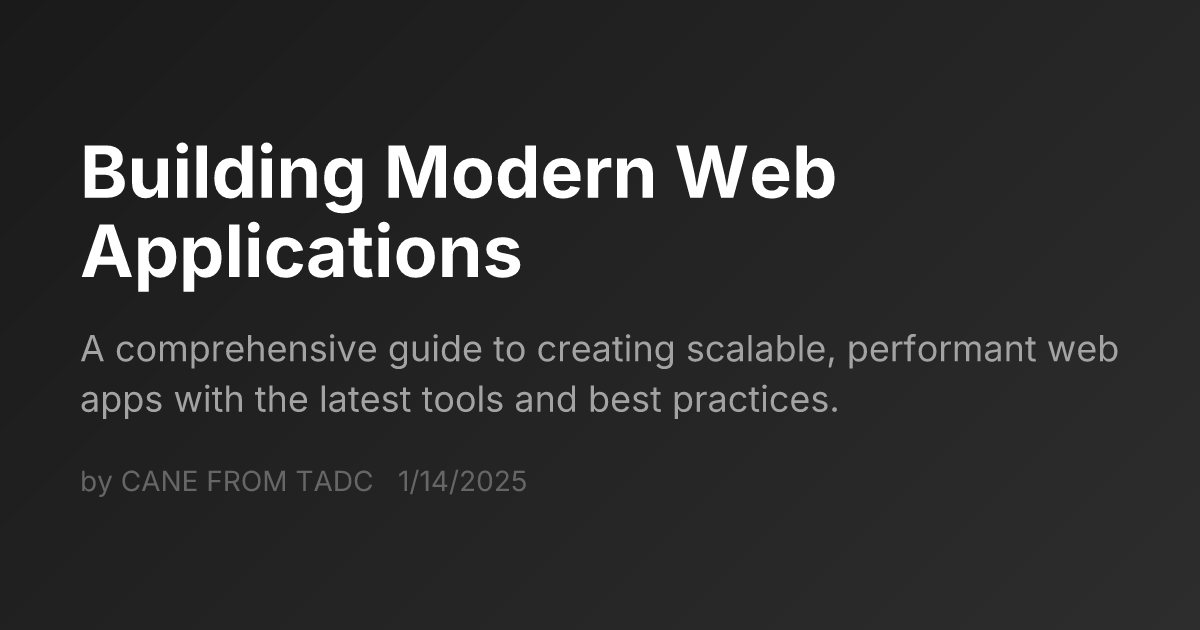 Building Modern Web
Applications
A comprehensive guide to creating scalable, performant web
apps with the latest tools and best practices.
by CANE FROM TADC 1/14/2025